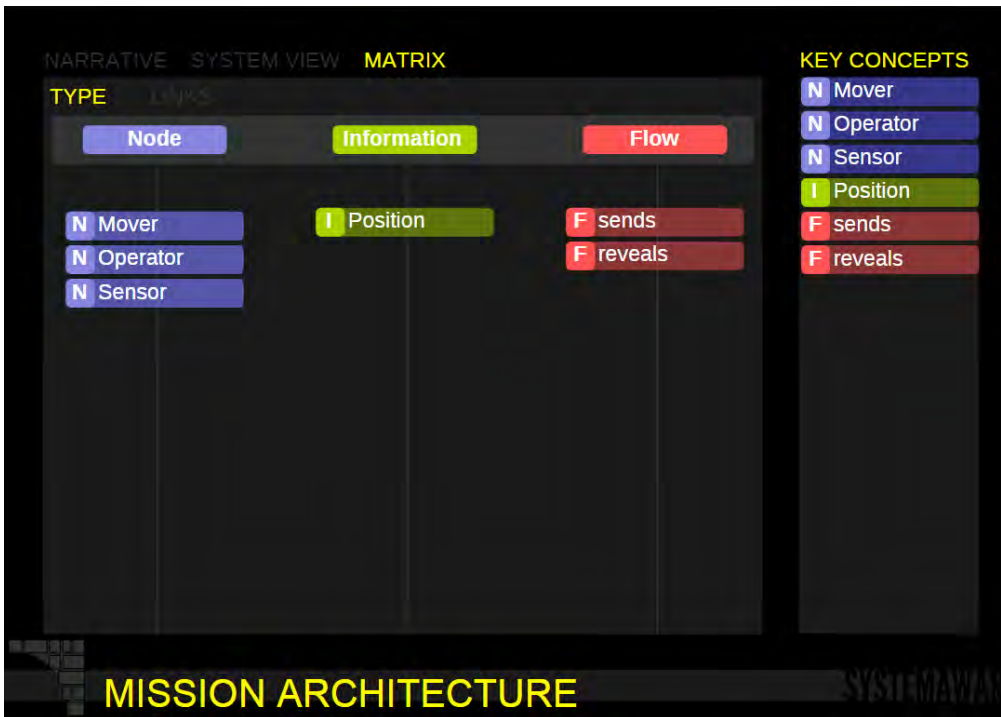 NARRATIVE SYSTEM VIEW MATRIX
KEY CONCEPTS
TYPE LINKS
Node Information Flow
N Mover
N Operator
N Sensor
I Position
F sends
F reveals
N Mover
N Operator
N Sensor
I Position
F sends
F reveals
MISSION ARCHITECTURE